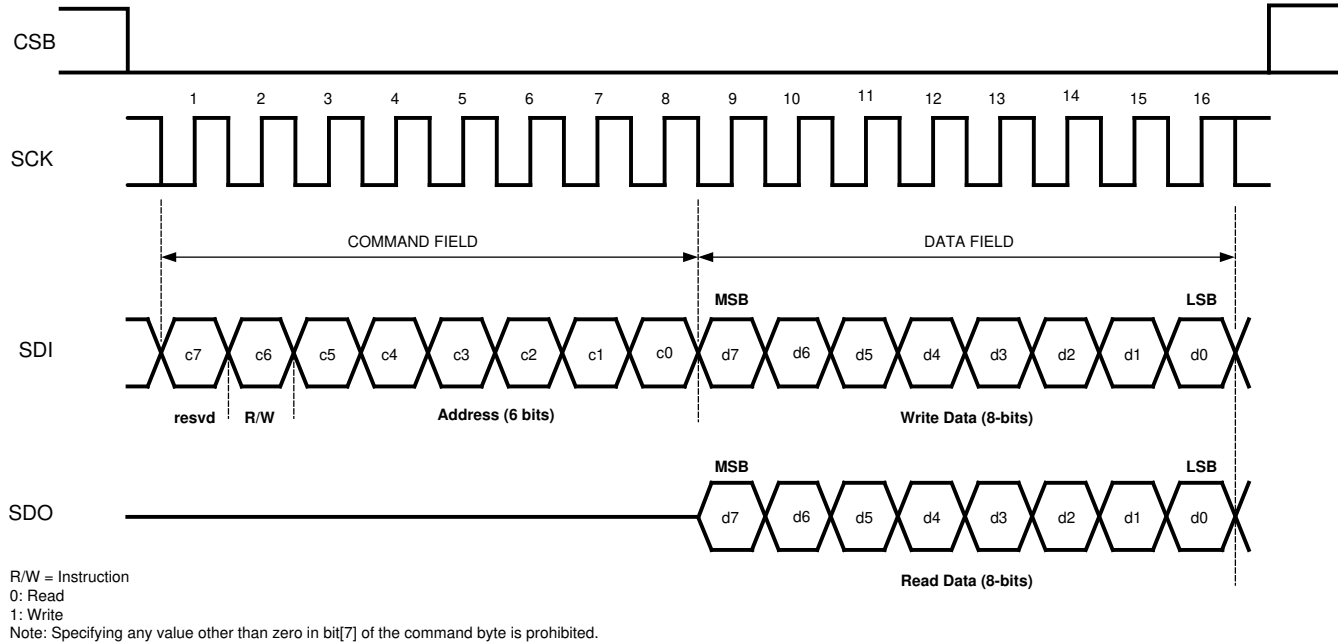 CSB
1 2 3 4 5 6 7 8 9 10 11 12 13 14 15 16
SCK
COMMAND FIELD DATA FIELD
MSB LSB
SDI c7 c6 c5 c4 c3 c2 c1 c0 d7 d6 d5 d4 d3 d2 d1 d0
resvd R/W Address (6 bits) Write Data (8-bits)
MSB LSB
SDO d7 d6 d5 d4 d3 d2 d1 d0
Read Data (8-bits)
R/W = Instruction
0: Read
1: Write
Note: Specifying any value other than zero in bit[7] of the command byte is prohibited.